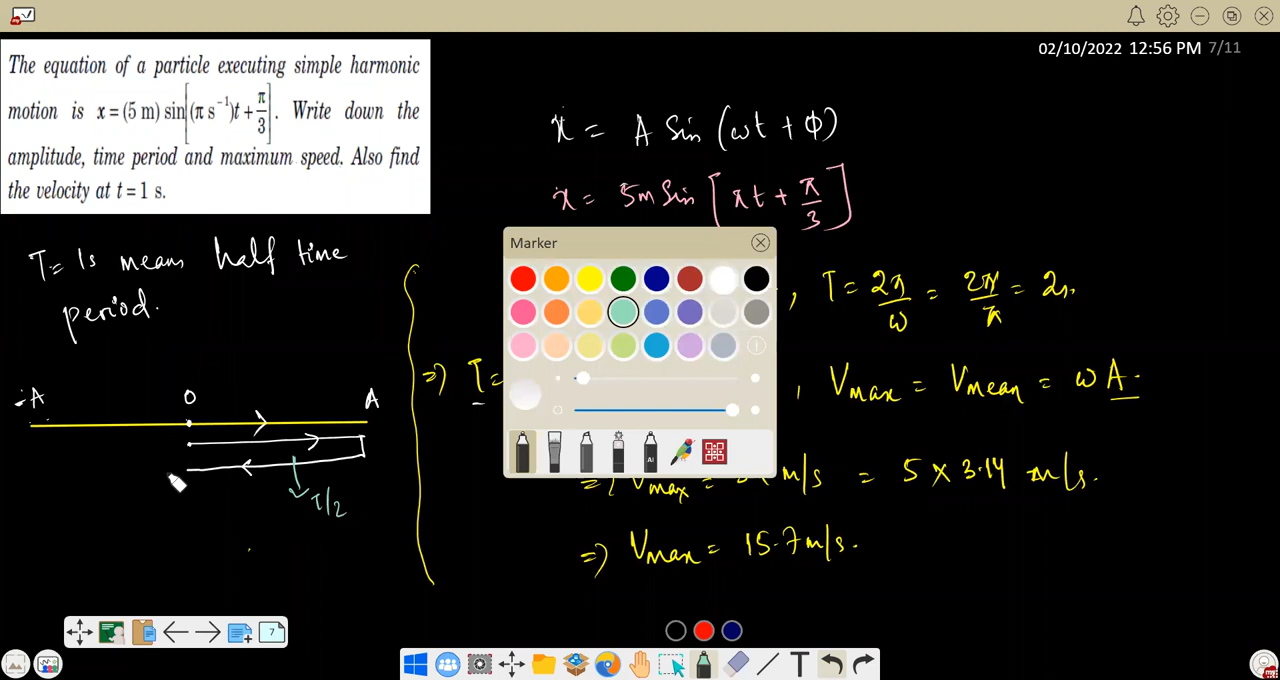 02/10/2022 12:56 PM 7/11
The equation of a particle executing simple harmonic
motion is x = (5 m) sin[(π s⁻¹)t + π/3]. Write down the
amplitude, time period and maximum speed. Also find
the velocity at t = 1 s.
x = A Sin (ωt + ϕ)
x = 5m Sin [πt + π/3]
T = 1s means half time
period.
Marker
, T = 2π/ω = 2π/π = 2s.
⇒) T =
, Vmax = Vmean = ωA.
-A O A
T/2
m/s = 5 × 3.14 m/s.
⇒) Vmax = 15.7 m/s.
AI
7
T